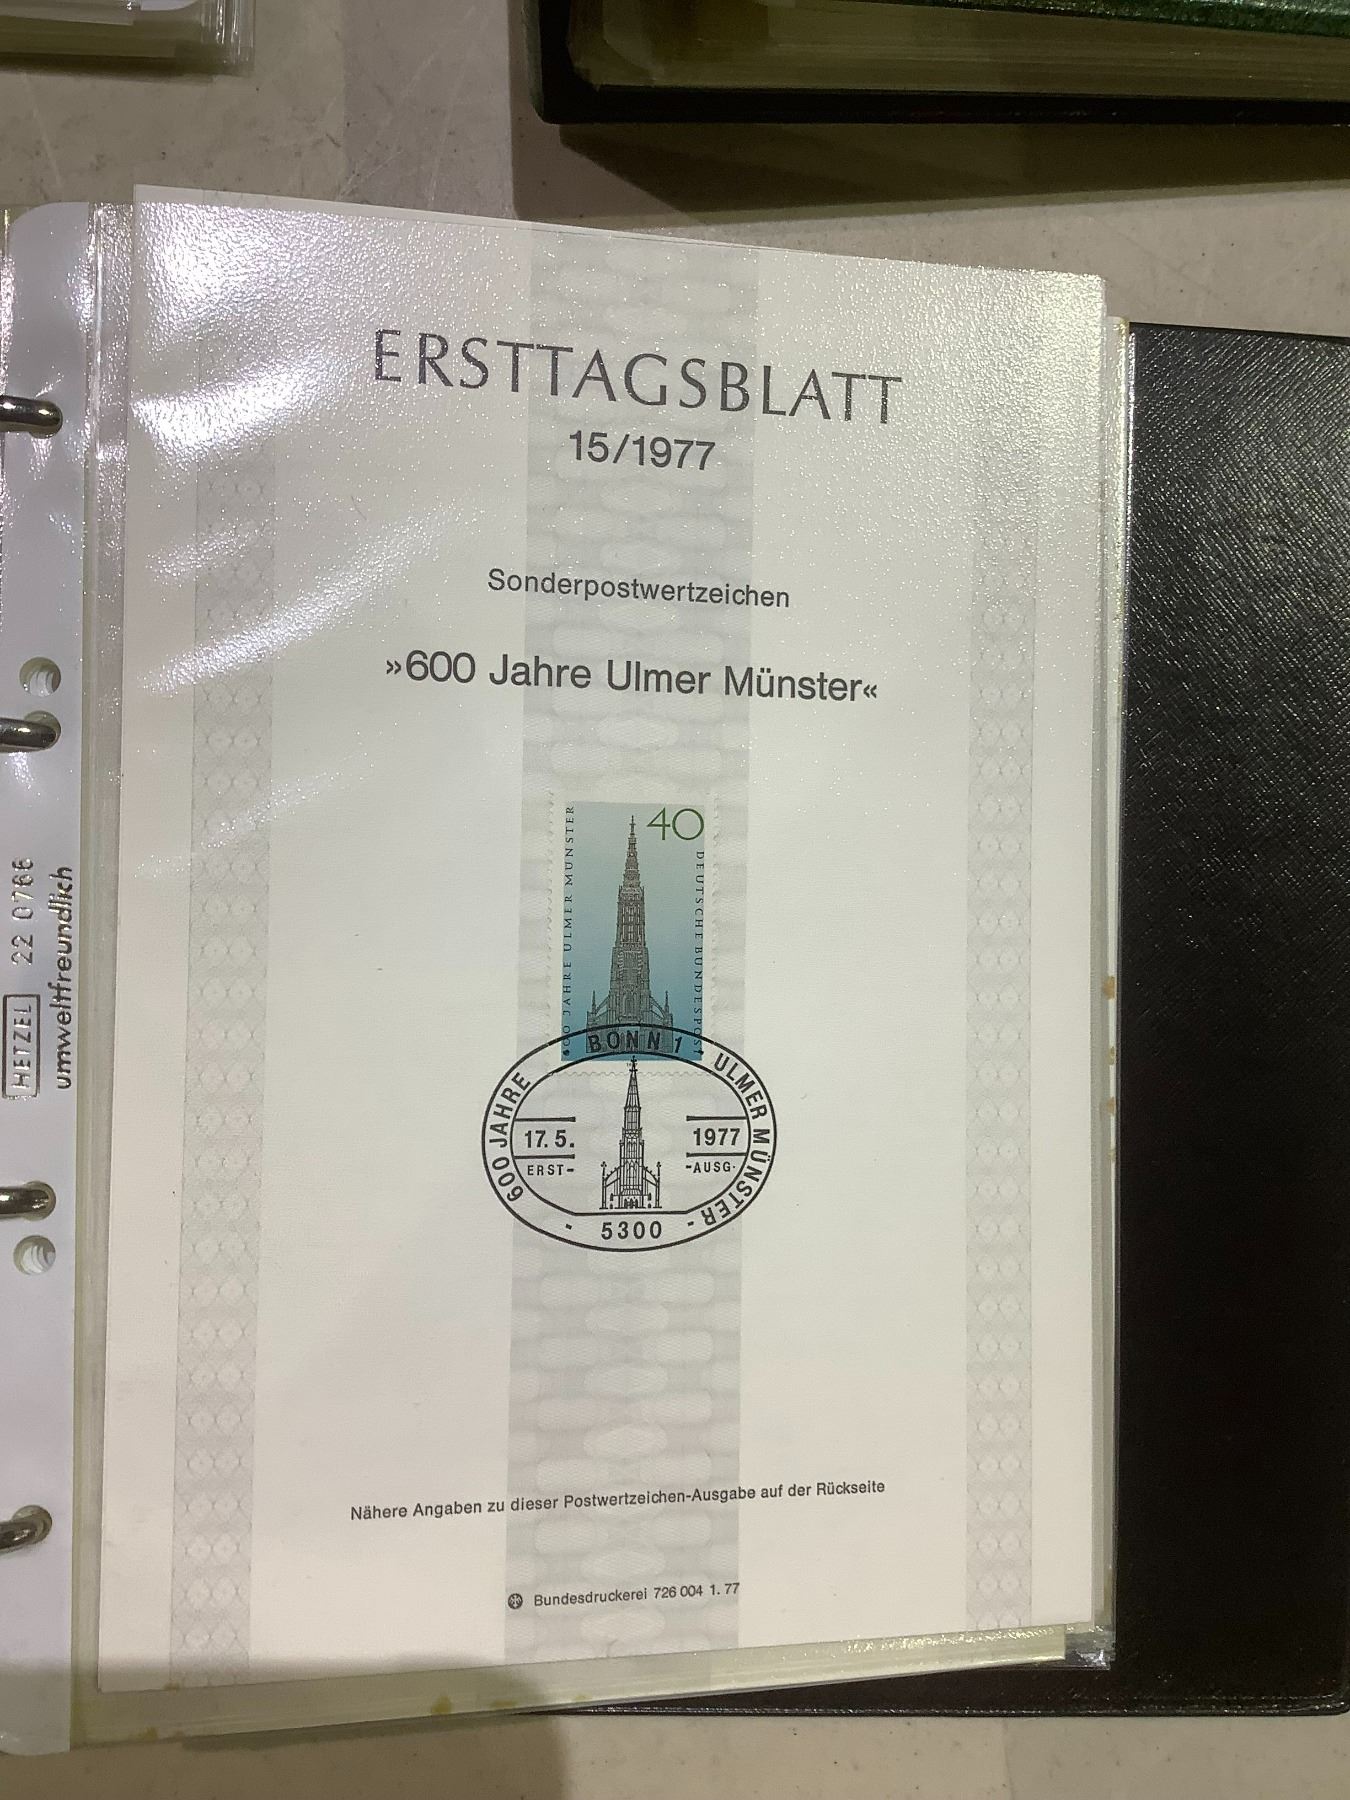 ERSTTAGSBLATT
15/1977
Sonderpostwertzeichen
»600 Jahre Ulmer Münster«
40
600 JAHRE ULMER MÜNSTER
DEUTSCHE BUNDESPOST
BONN 1
600 JAHRE
ULMER MÜNSTER
17.5.
1977
ERST-
-AUSG·
- 5300 -
Nähere Angaben zu dieser Postwertzeichen-Ausgabe auf der Rückseite
Bundesdruckerei 726 004 1.77
HETZEL 22 0766
umweltfreundlich